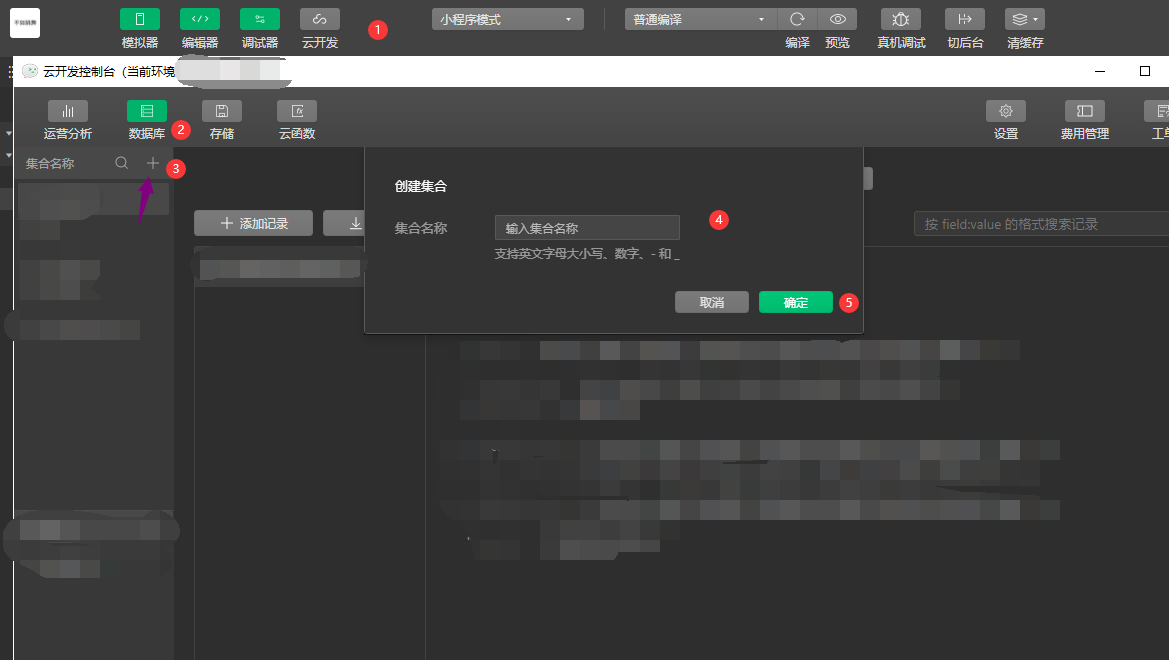 模拟器 编辑器 调试器 云开发 1 小程序模式 普通编译 编译 预览 真机调试 切后台 清缓存
云开发控制台（当前环境
运营分析 数据库 2 存储 云函数 设置 费用管理 工单
集合名称 3
创建集合
添加记录
集合名称 输入集合名称 4
按 field:value 的格式搜索记录
支持英文字母大小写、数字、- 和 _
取消 确定 5